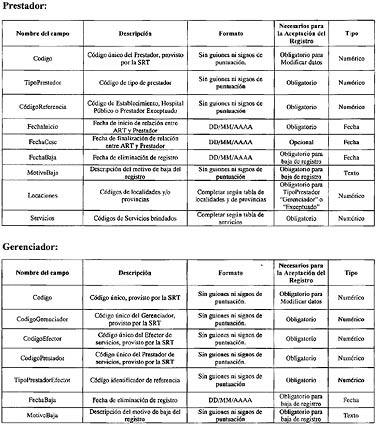 Prestador:
Nombre del campo Descripción Formato Necesarios para la Aceptación del Registro Tipo
Codigo Código único del Prestador, provisto por la SRT Sin guiones ni signos de puntuación. Obligatorio para Modificar datos Numérico
TipoPrestador Código de tipo de prestador Sin guiones ni signos de puntuación. Obligatorio Numérico
CódigoReferencia Código de Establecimiento, Hospital Público o Prestador Exceptuado Sin guiones ni signos de puntuación. Obligatorio Numérico
FechaInicio Fecha de inicio de relación entre ART y Prestador DD/MM/AAAA Obligatorio Fecha
FechaCese Fecha de finalización de relación entre ART y Prestador DD/MM/AAAA Opcional Fecha
FechaBaja Fecha de eliminación de registro DD/MM/AAAA Obligatorio para baja de registro Fecha
MotivoBaja Descripción del motivo de baja del registro Obligatorio para baja de registro Texto
Locaciones Códigos de localidades y/o provincias Completar según tabla de localidades y de provincias Obligatorio para TipoPrestador "Gerenciador" o "Exceptuado" Numérico
Servicios Códigos de Servicios brindados Completar según tabla de servicios Obligatorio Numérico
Gerenciador:
Nombre del campo Descripción Formato Necesarios para la Aceptación del Registro Tipo
Codigo Código único, provisto por la SRT Sin guiones ni signos de puntuación. Obligatorio para Modificar datos Numérico
CodigoGerenciador Código único del Gerenciador, provisto por la SRT Sin guiones ni signos de puntuación. Obligatorio Numérico
CodigoEfector Código único del Efector de servicios, provisto por la SRT Sin guiones ni signos de puntuación. Obligatorio Numérico
CodigoPrestador Código único del Prestador de servicios, provisto por la SRT Sin guiones ni signos de puntuación. Obligatorio Numérico
TipoPrestadorEfector Código identificador de referencia Sin guiones ni signos de puntuación Obligatorio Numérico
FechaBaja Fecha de eliminación de registro DD/MM/AAAA Obligatorio para baja de registro Fecha
MotivoBaja Descripción del motivo de baja del registro Obligatorio para baja de registro Texto